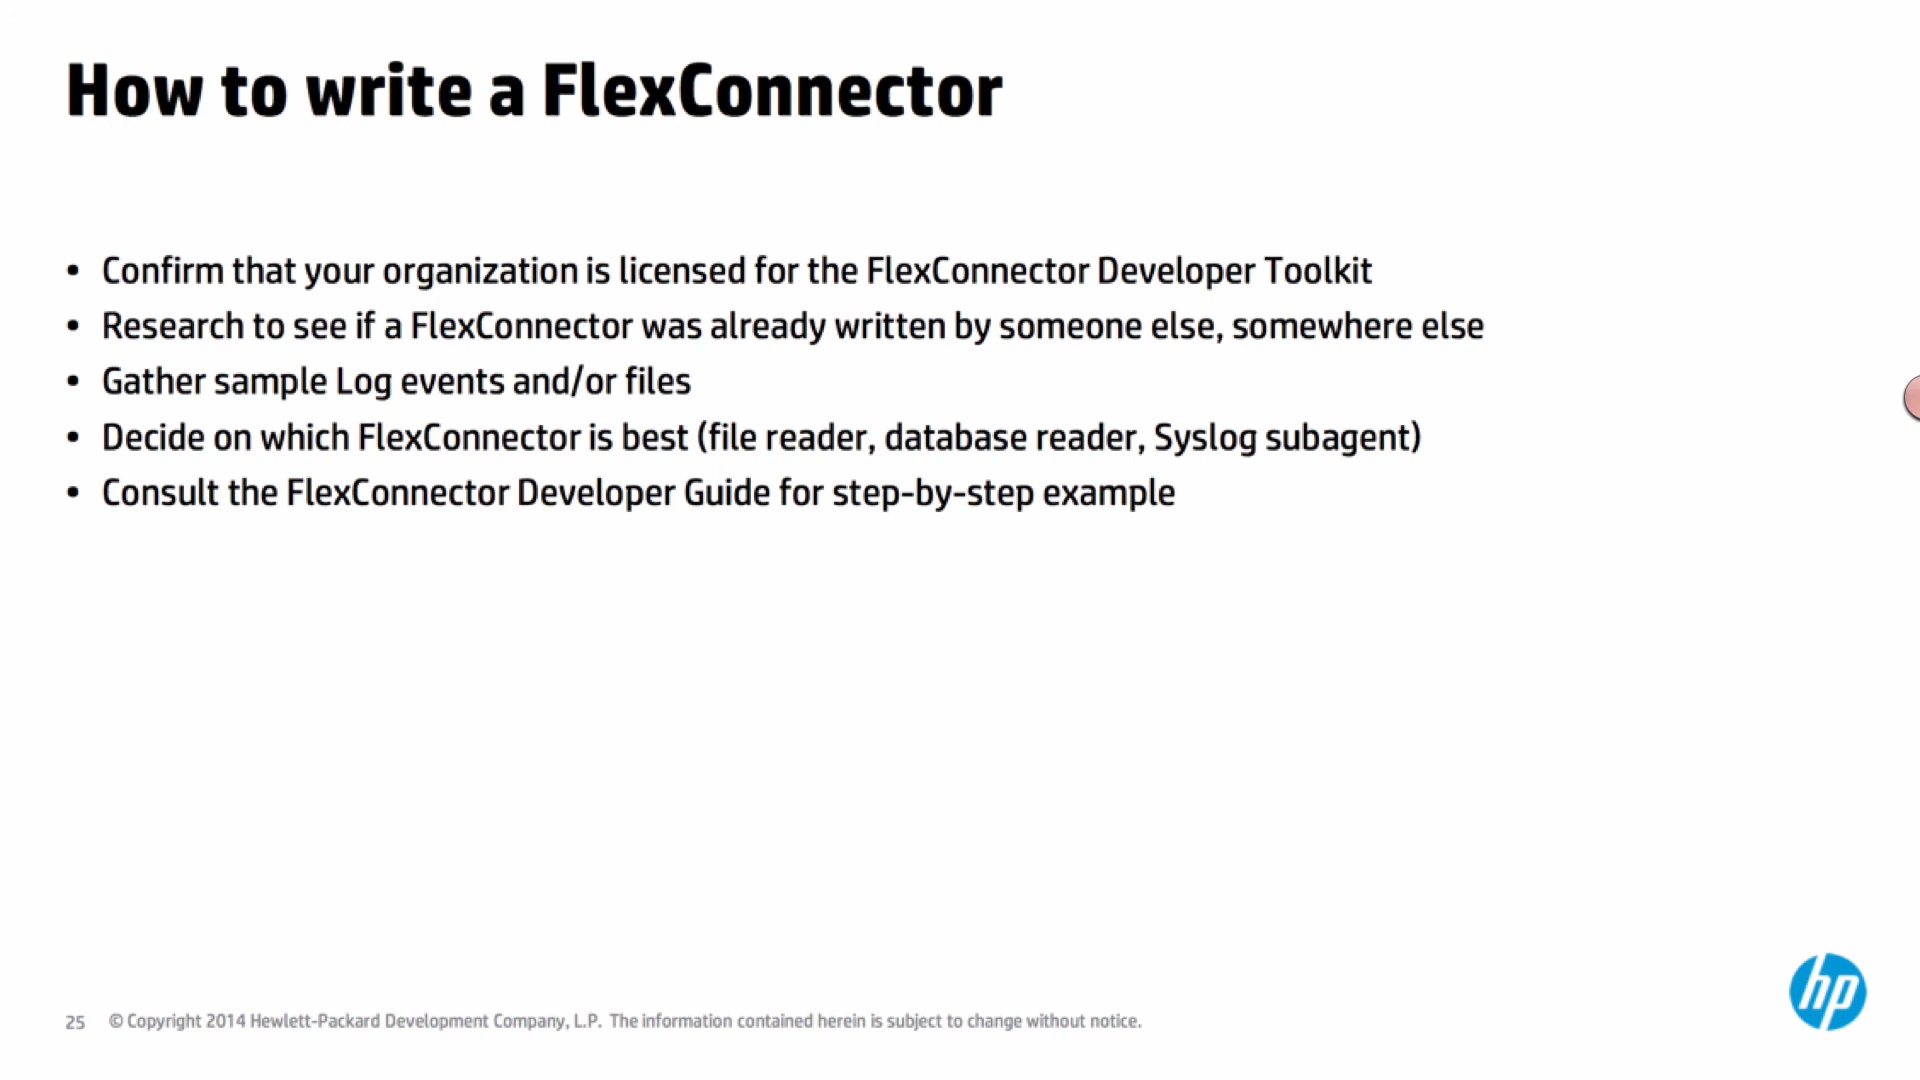 How to write a FlexConnector
• Confirm that your organization is licensed for the FlexConnector Developer Toolkit
• Research to see if a FlexConnector was already written by someone else, somewhere else
• Gather sample Log events and/or files
• Decide on which FlexConnector is best (file reader, database reader, Syslog subagent)
• Consult the FlexConnector Developer Guide for step-by-step example
hp
25 © Copyright 2014 Hewlett-Packard Development Company, L.P. The information contained herein is subject to change without notice.